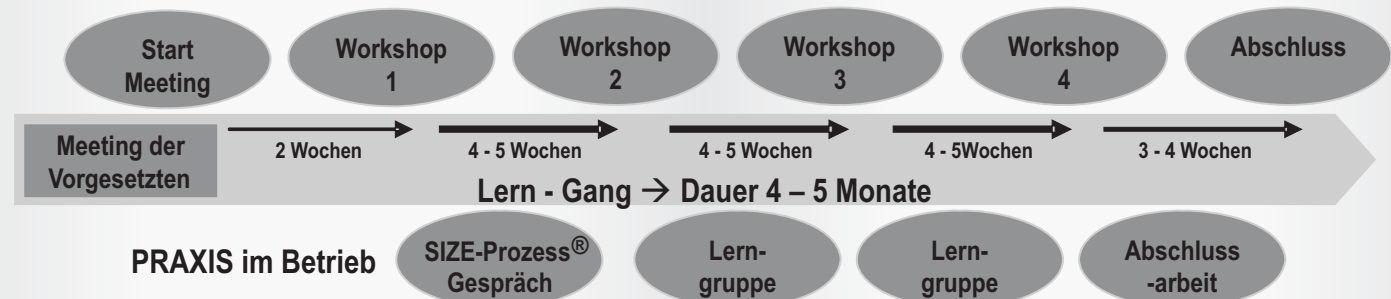 Start
Meeting
Workshop
1
Workshop
2
Workshop
3
Workshop
4
Abschluss
Meeting der
Vorgesetzten
2 Wochen
4 - 5 Wochen
4 - 5 Wochen
4 - 5Wochen
3 - 4 Wochen
Lern - Gang → Dauer 4 – 5 Monate
PRAXIS im Betrieb
SIZE-Prozess®
Gespräch
Lern-
gruppe
Lern-
gruppe
Abschluss
-arbeit